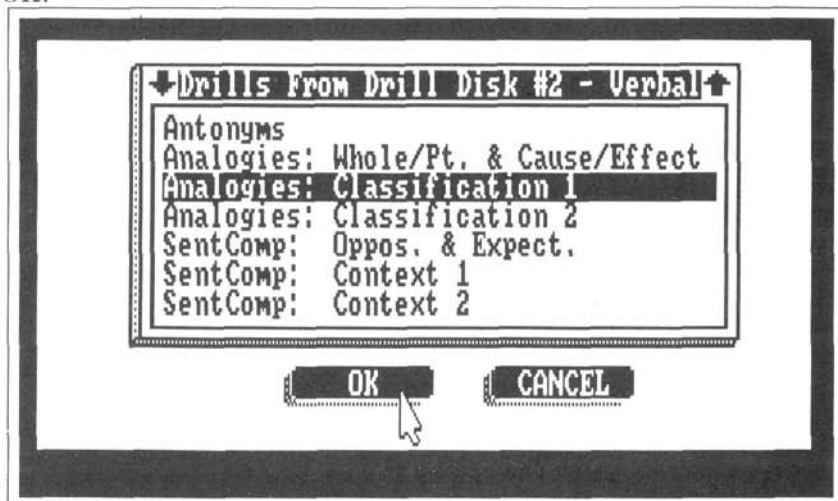 OK.
Drills From Drill Disk #2 - Verbal
Antonyms
Analogies: Whole/Pt. & Cause/Effect
Analogies: Classification 1
Analogies: Classification 2
SentComp: Oppos. & Expect.
SentComp: Context 1
SentComp: Context 2
OK CANCEL